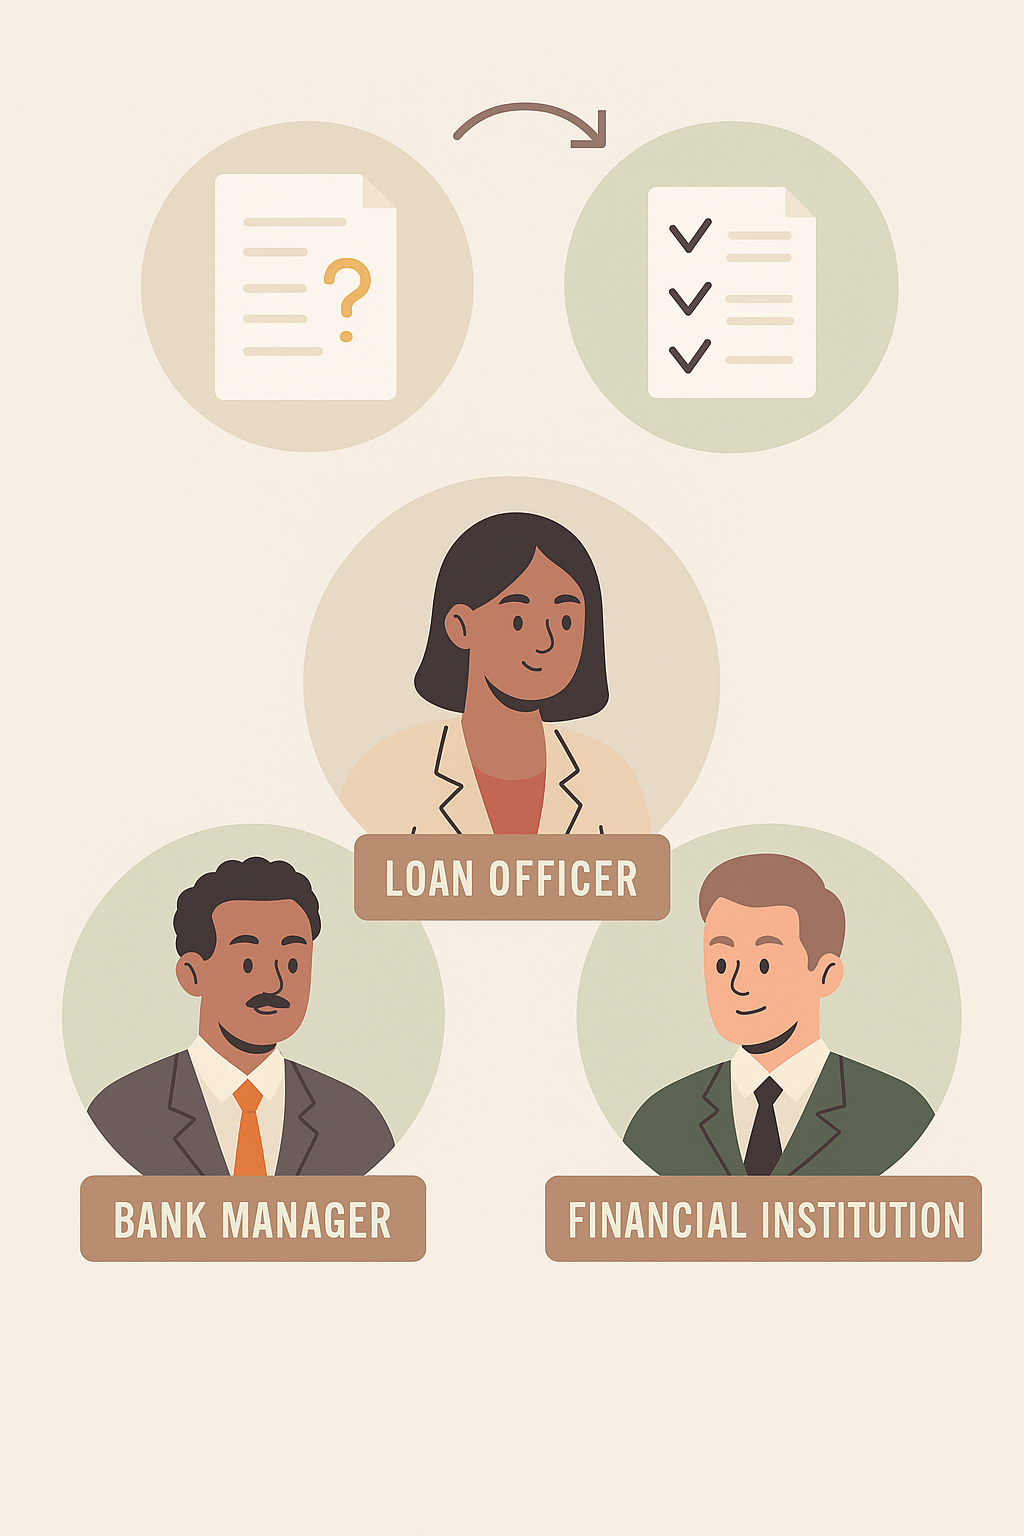 ?
LOAN OFFICER
BANK MANAGER
FINANCIAL INSTITUTION